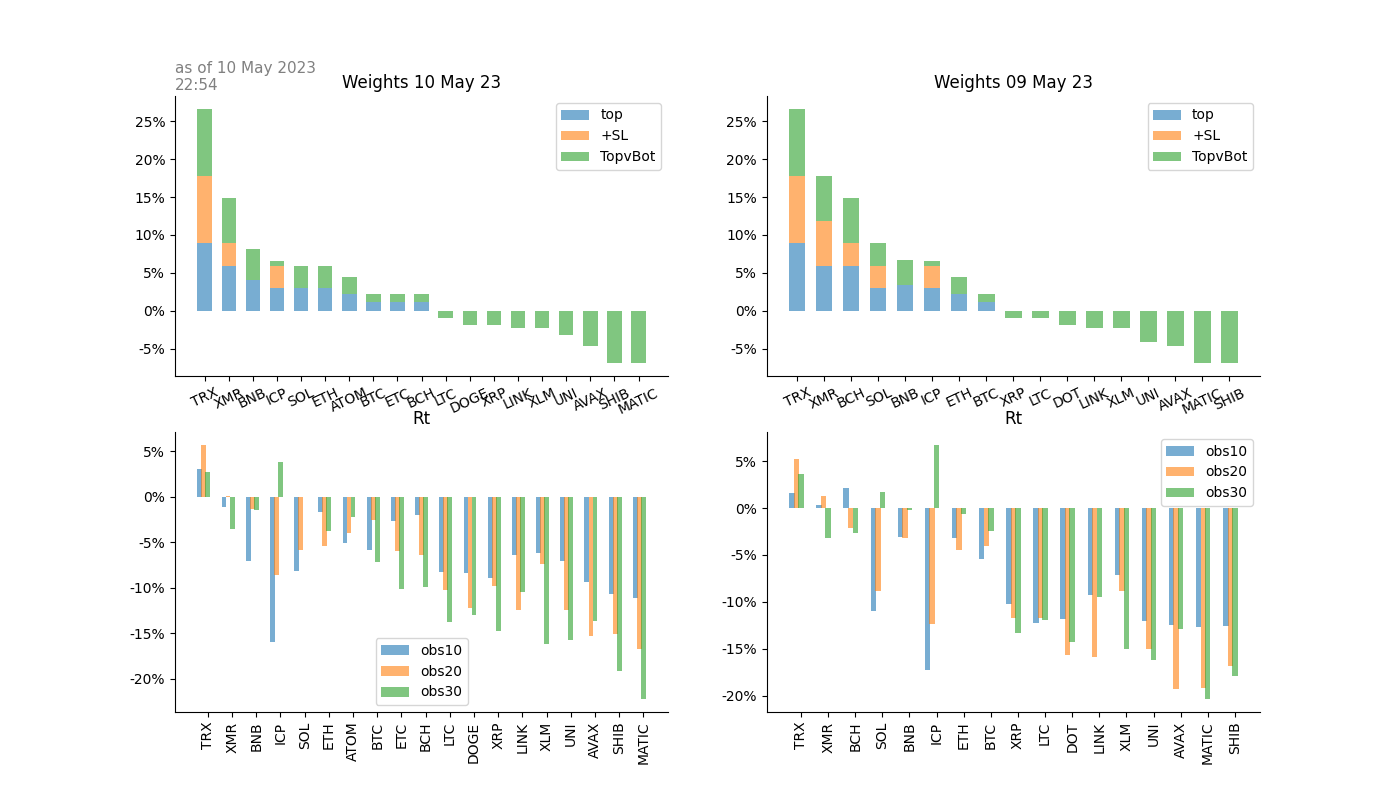 as of 10 May 2023
22:54
Weights 10 May 23
25%
20%
15%
10%
5%
0%
-5%
top
+SL
TopvBot
TRX XMR BNB ICP SOL ETH ATOM BTC ETC BCH LTC DOGE XRP LINK XLM UNI AVAX SHIB MATIC
Weights 09 May 23
25%
20%
15%
10%
5%
0%
-5%
top
+SL
TopvBot
TRX XMR BCH SOL BNB ICP ETH BTC XRP LTC DOT LINK XLM UNI AVAX MATIC SHIB
Rt
5%
0%
-5%
-10%
-15%
-20%
obs10
obs20
obs30
TRX XMR BNB ICP SOL ETH ATOM BTC ETC BCH LTC DOGE XRP LINK XLM UNI AVAX SHIB MATIC
Rt
5%
0%
-5%
-10%
-15%
-20%
obs10
obs20
obs30
TRX XMR BCH SOL BNB ICP ETH BTC XRP LTC DOT LINK XLM UNI AVAX MATIC SHIB